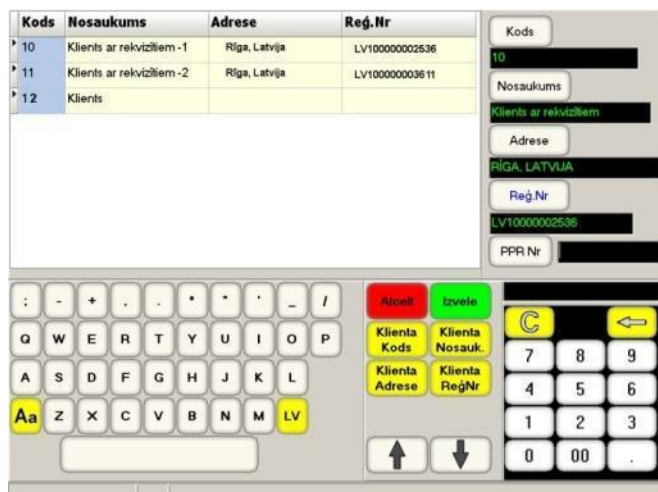 Kods Nosaukums Adrese Reģ.Nr
10 Klients ar rekvizītiem -1 Rīga, Latvija LV100000002536
11 Klients ar rekvizītiem -2 Rīga, Latvija LV100000003611
12 Klients
Kods
10
Nosaukums
Klients ar rekvizītiem
Adrese
RĪGA, LATVIJA
Reģ.Nr
LV10000002536
PPR Nr
Atcelt Izvele
Klienta Kods Klienta Nosauk.
Klienta Adrese Klienta ReģNr
; - + . . _ /
Q W E R T Y U I O P
A S D F G H J K L
Aa Z X C V B N M LV
C ←
7 8 9
4 5 6
1 2 3
0 00 .